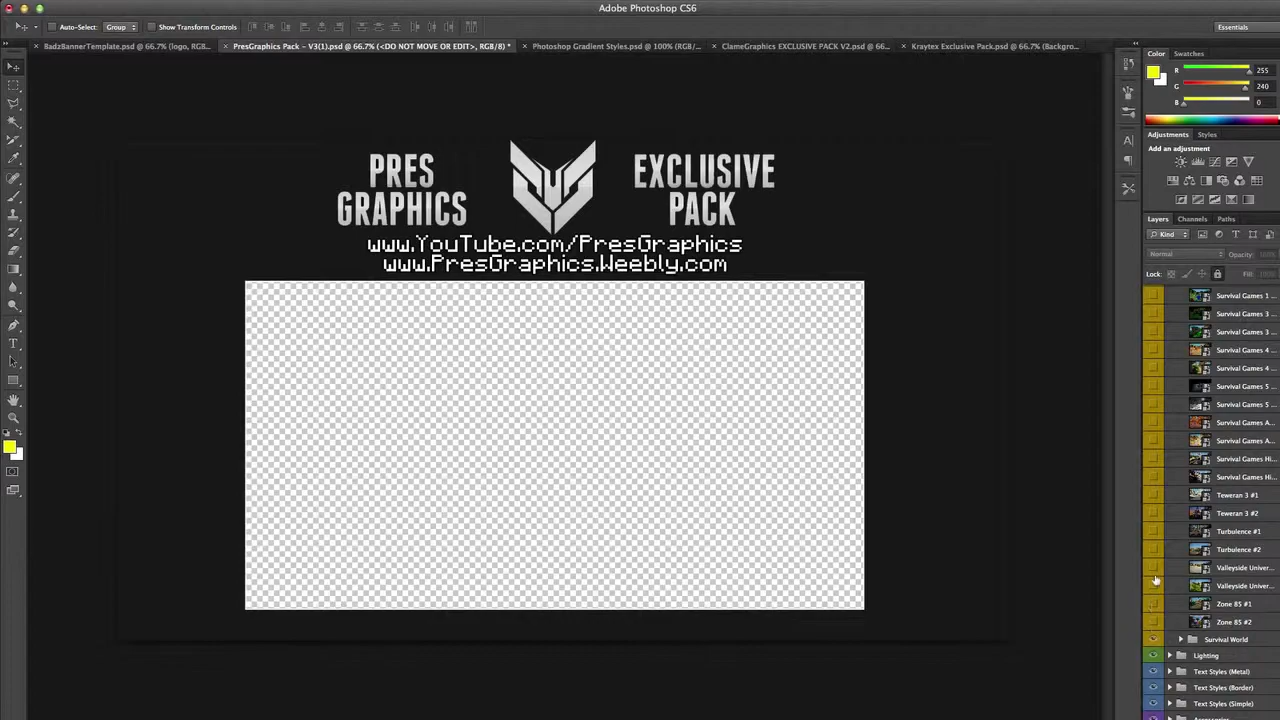 Adobe Photoshop CS6
Auto-Select: Group Show Transform Controls Essentials
× BadzBannerTemplate.psd @ 66.7% (logo, RGB... × PresGraphics Pack - V3(1).psd @ 66.7% (<DO NOT MOVE OR EDIT>, RGB/8) * × Photoshop Gradient Styles.psd @ 100% (RGB/... × ClameGraphics EXCLUSIVE PACK V2.psd @ 66.... × Kraytex Exclusive Pack.psd @ 66.7% (Backgro...
PRES
GRAPHICS
EXCLUSIVE
PACK
www.YouTube.com/PresGraphics
www.PresGraphics.Weebly.com
Color Swatches
R 255
G 240
B 0
Adjustments Styles
Add an adjustment
Layers Channels Paths
Kind
Normal Opacity:
Lock: Fill:
Survival Games 1 ...
Survival Games 3 ...
Survival Games 3 ...
Survival Games 4 ...
Survival Games 4 ...
Survival Games 5 ...
Survival Games 5 ...
Survival Games A...
Survival Games A...
Survival Games Hi...
Survival Games Hi...
Teweran 3 #1
Teweran 3 #2
Turbulence #1
Turbulence #2
Valleyside Univer...
Valleyside Univer...
Zone 85 #1
Zone 85 #2
Survival World
Lighting
Text Styles (Metal)
Text Styles (Border)
Text Styles (Simple)